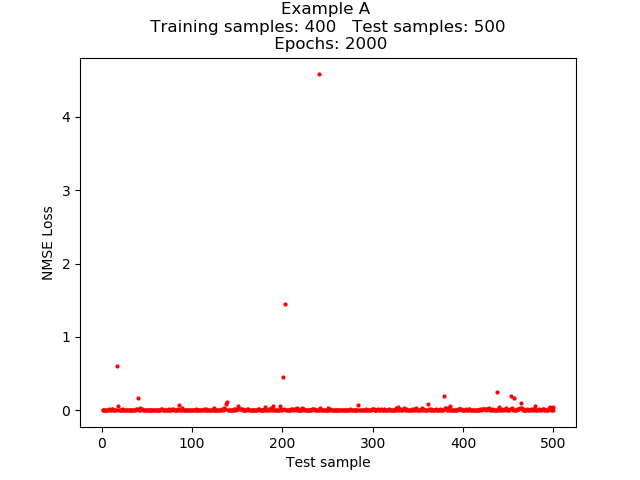 Example A
Training samples: 400   Test samples: 500
Epochs: 2000
4
3
2
1
0
NMSE Loss
0 100 200 300 400 500
Test sample